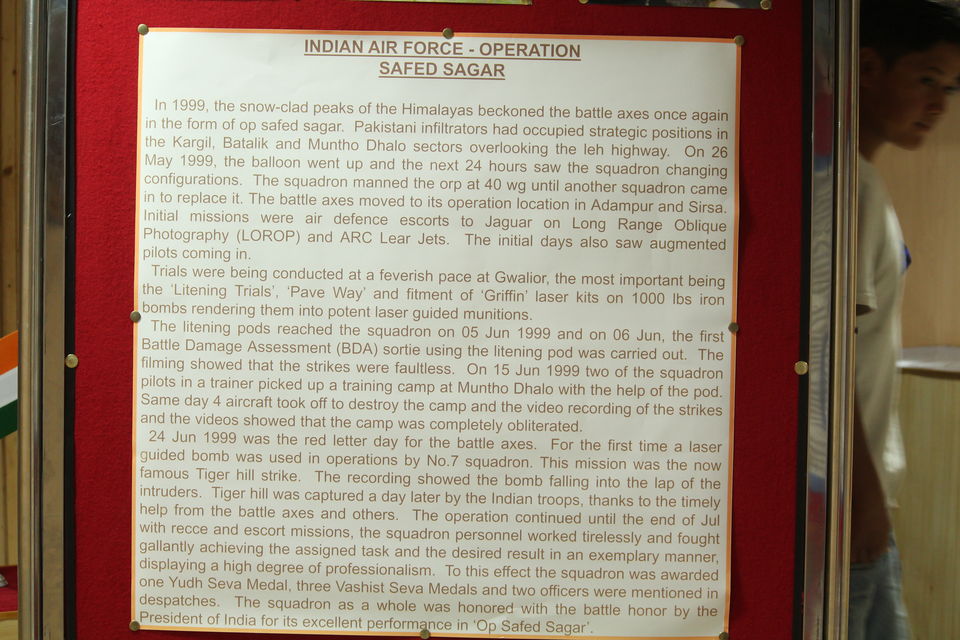 INDIAN AIR FORCE - OPERATION
SAFED SAGAR
In 1999, the snow-clad peaks of the Himalayas beckoned the battle axes once again
in the form of op safed sagar. Pakistani infiltrators had occupied strategic positions in
the Kargil, Batalik and Muntho Dhalo sectors overlooking the leh highway. On 26
May 1999, the balloon went up and the next 24 hours saw the squadron changing
configurations. The squadron manned the orp at 40 wg until another squadron came
in to replace it. The battle axes moved to its operation location in Adampur and Sirsa.
Initial missions were air defence escorts to Jaguar on Long Range Oblique
Photography (LOROP) and ARC Lear Jets. The initial days also saw augmented
pilots coming in.
Trials were being conducted at a feverish pace at Gwalior, the most important being
the ‘Litening Trials’, ‘Pave Way’ and fitment of ‘Griffin’ laser kits on 1000 lbs iron
bombs rendering them into potent laser guided munitions.
The litening pods reached the squadron on 05 Jun 1999 and on 06 Jun, the first
Battle Damage Assessment (BDA) sortie using the litening pod was carried out. The
filming showed that the strikes were faultless. On 15 Jun 1999 two of the squadron
pilots in a trainer picked up a training camp at Muntho Dhalo with the help of the pod.
Same day 4 aircraft took off to destroy the camp and the video recording of the strikes
and the videos showed that the camp was completely obliterated.
24 Jun 1999 was the red letter day for the battle axes. For the first time a laser
guided bomb was used in operations by No.7 squadron. This mission was the now
famous Tiger hill strike. The recording showed the bomb falling into the lap of the
intruders. Tiger hill was captured a day later by the Indian troops, thanks to the timely
help from the battle axes and others. The operation continued until the end of Jul
with recce and escort missions, the squadron personnel worked tirelessly and fought
gallantly achieving the assigned task and the desired result in an exemplary manner,
displaying a high degree of professionalism. To this effect the squadron was awarded
one Yudh Seva Medal, three Vashist Seva Medals and two officers were mentioned in
despatches. The squadron as a whole was honored with the battle honor by the
President of India for its excellent performance in ‘Op Safed Sagar’.